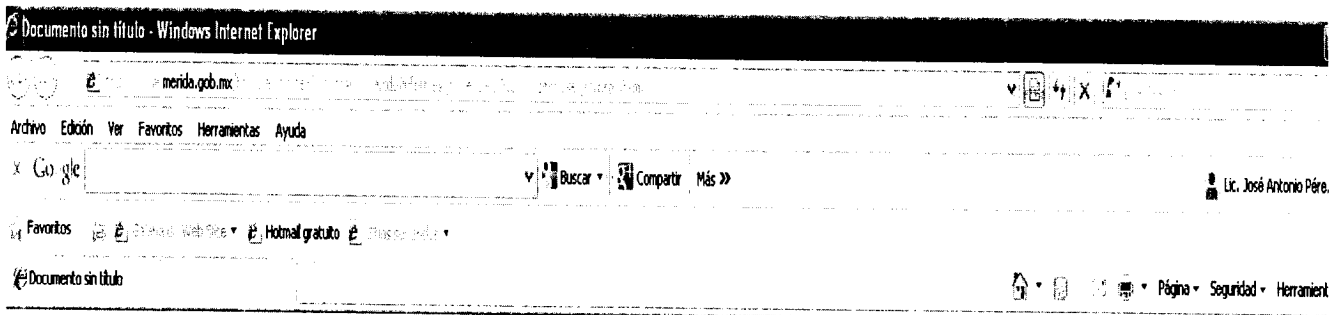 Documento sin título - Windows Internet Explorer
merida.gob.mx
Archivo Edición Ver Favoritos Herramientas Ayuda
x Google Buscar Compartir Más » Lic. José Antonio Pére.
Favoritos Hotmail gratuito
Documento sin título Página Seguridad Herramient